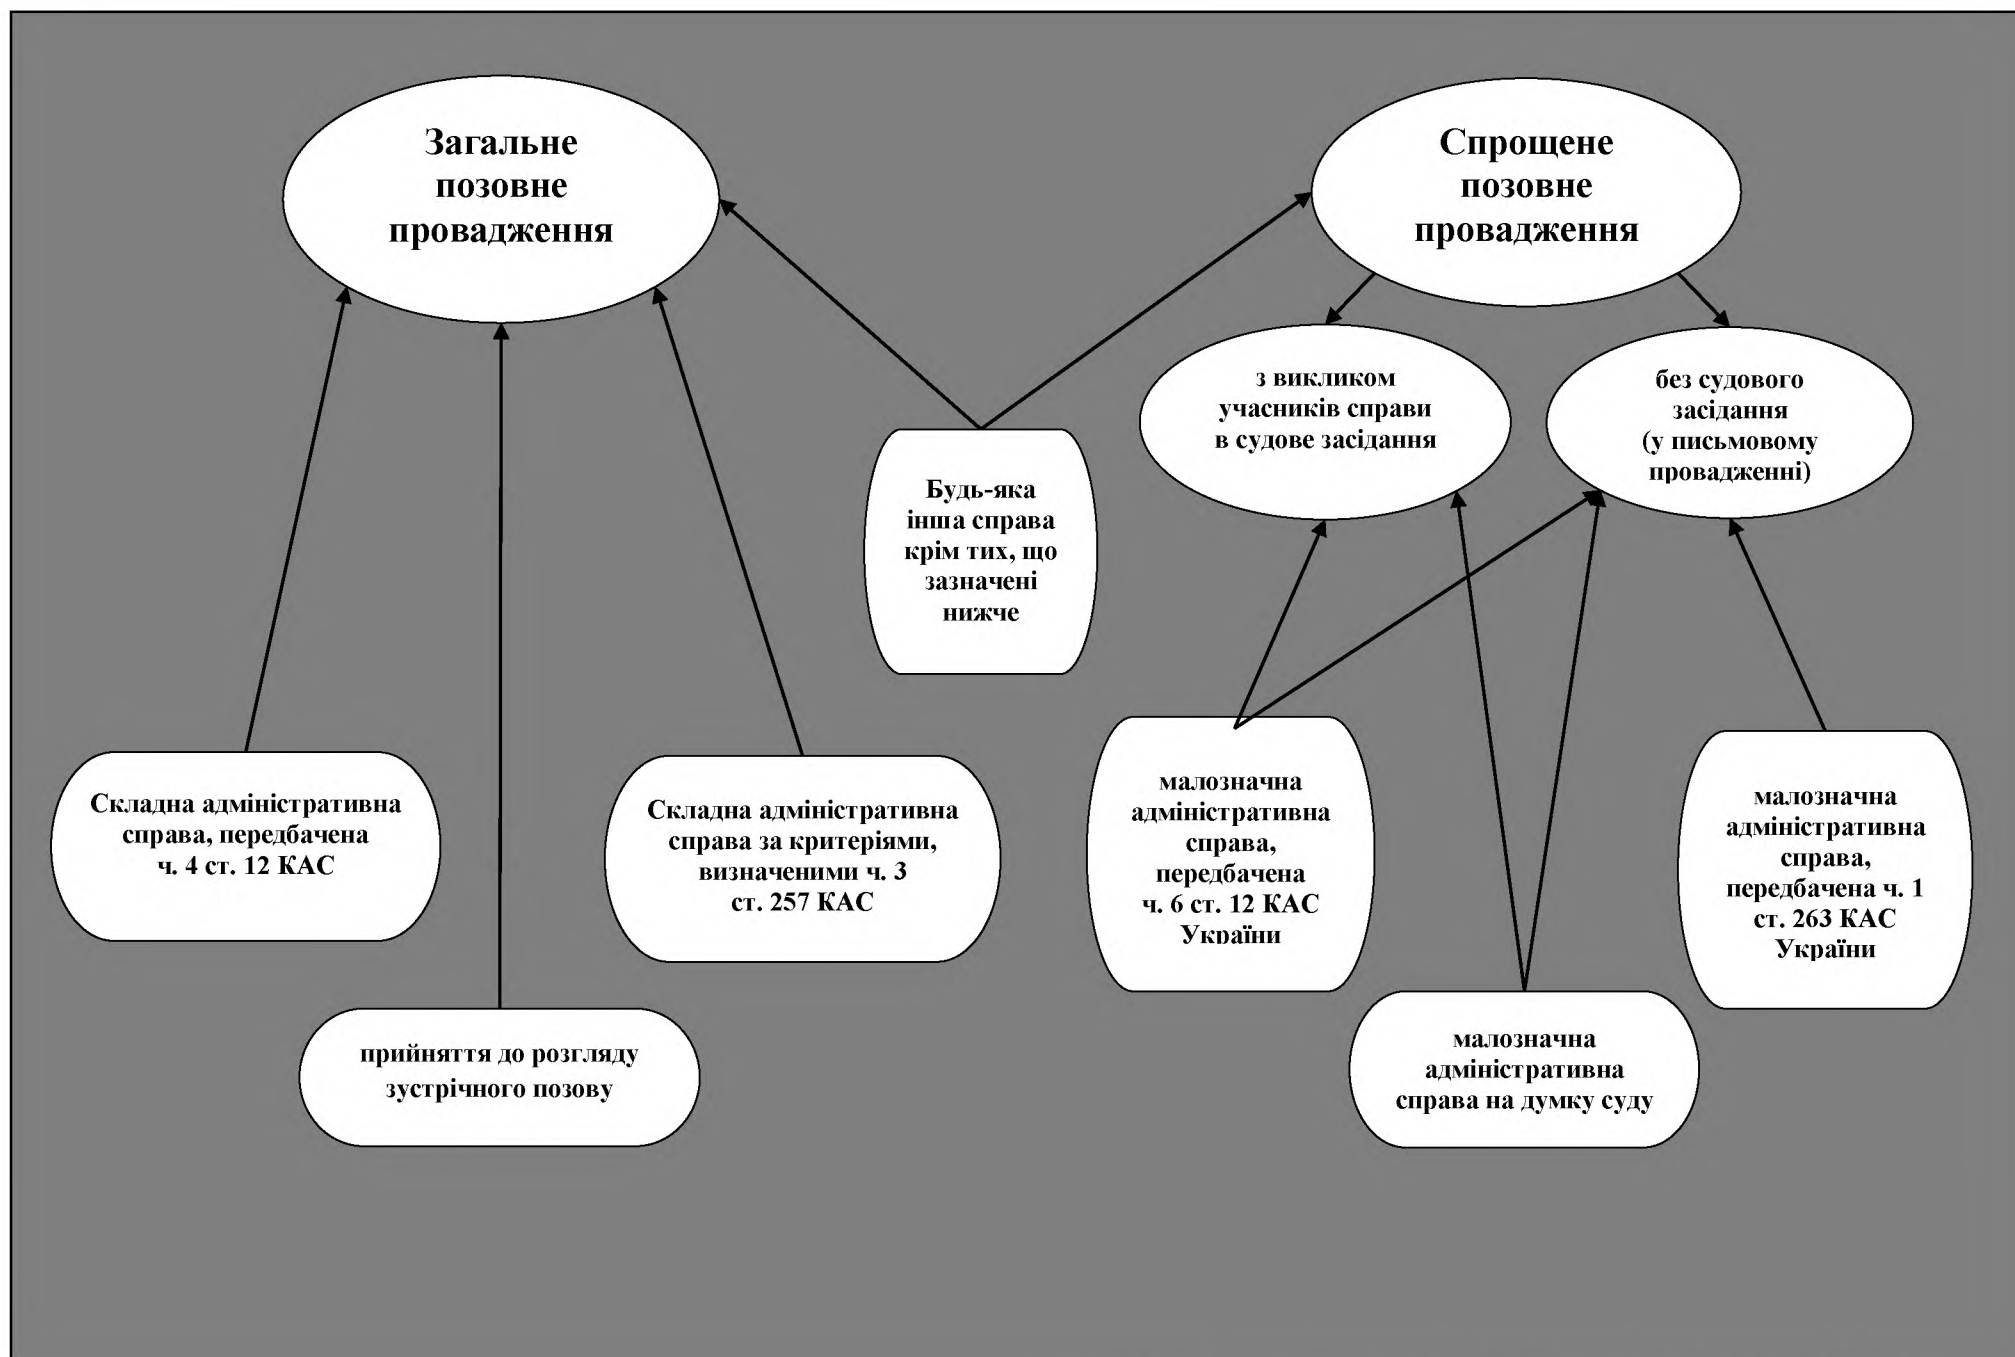 Загальне
позовне
провадження
Спрощене
позовне
провадження
з викликом
учасників справи
в судове засідання
без судового
засідання
(у письмовому
провадженні)
Будь-яка
інша справа
крім тих, що
зазначені
нижче
Складна адміністративна
справа, передбачена
ч. 4 ст. 12 КАС
Складна адміністративна
справа за критеріями,
визначеними ч. 3
ст. 257 КАС
малозначна
адміністративна
справа,
передбачена
ч. 6 ст. 12 КАС
України
малозначна
адміністративна
справа,
передбачена ч. 1
ст. 263 КАС
України
прийняття до розгляду
зустрічного позову
малозначна
адміністративна
справа на думку суду